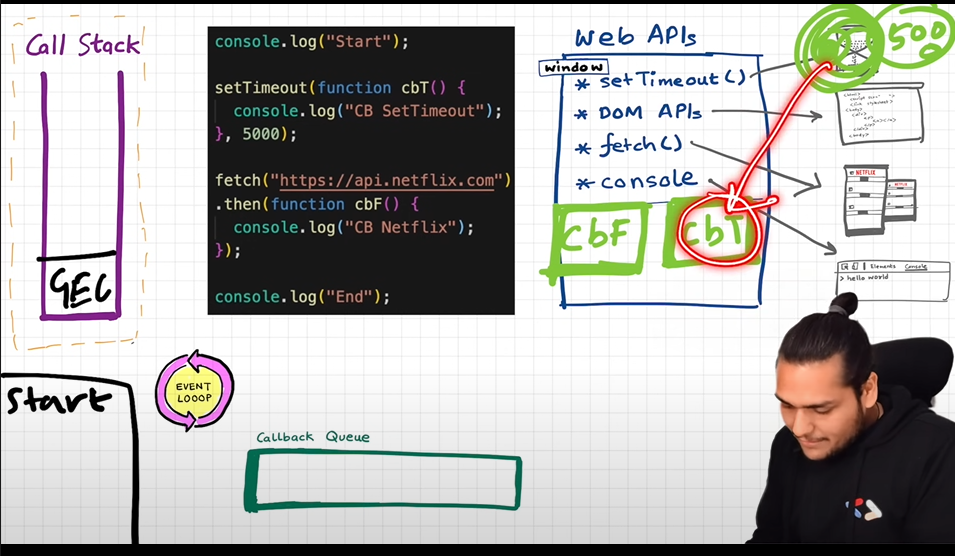 Call Stack
GEC
console.log("Start");
setTimeout(function cbT() {
console.log("CB SetTimeout");
}, 5000);
fetch("https://api.netflix.com")
.then(function cbF() {
console.log("CB Netflix");
});
console.log("End");
Web APIs
window
* setTimeout()
* DOM APIs
* fetch()
* console
CbF
CbT
500
NETFLIX
NETFLIX
Elements Console
> hello world
Start
EVENT
LOOOP
Callback Queue